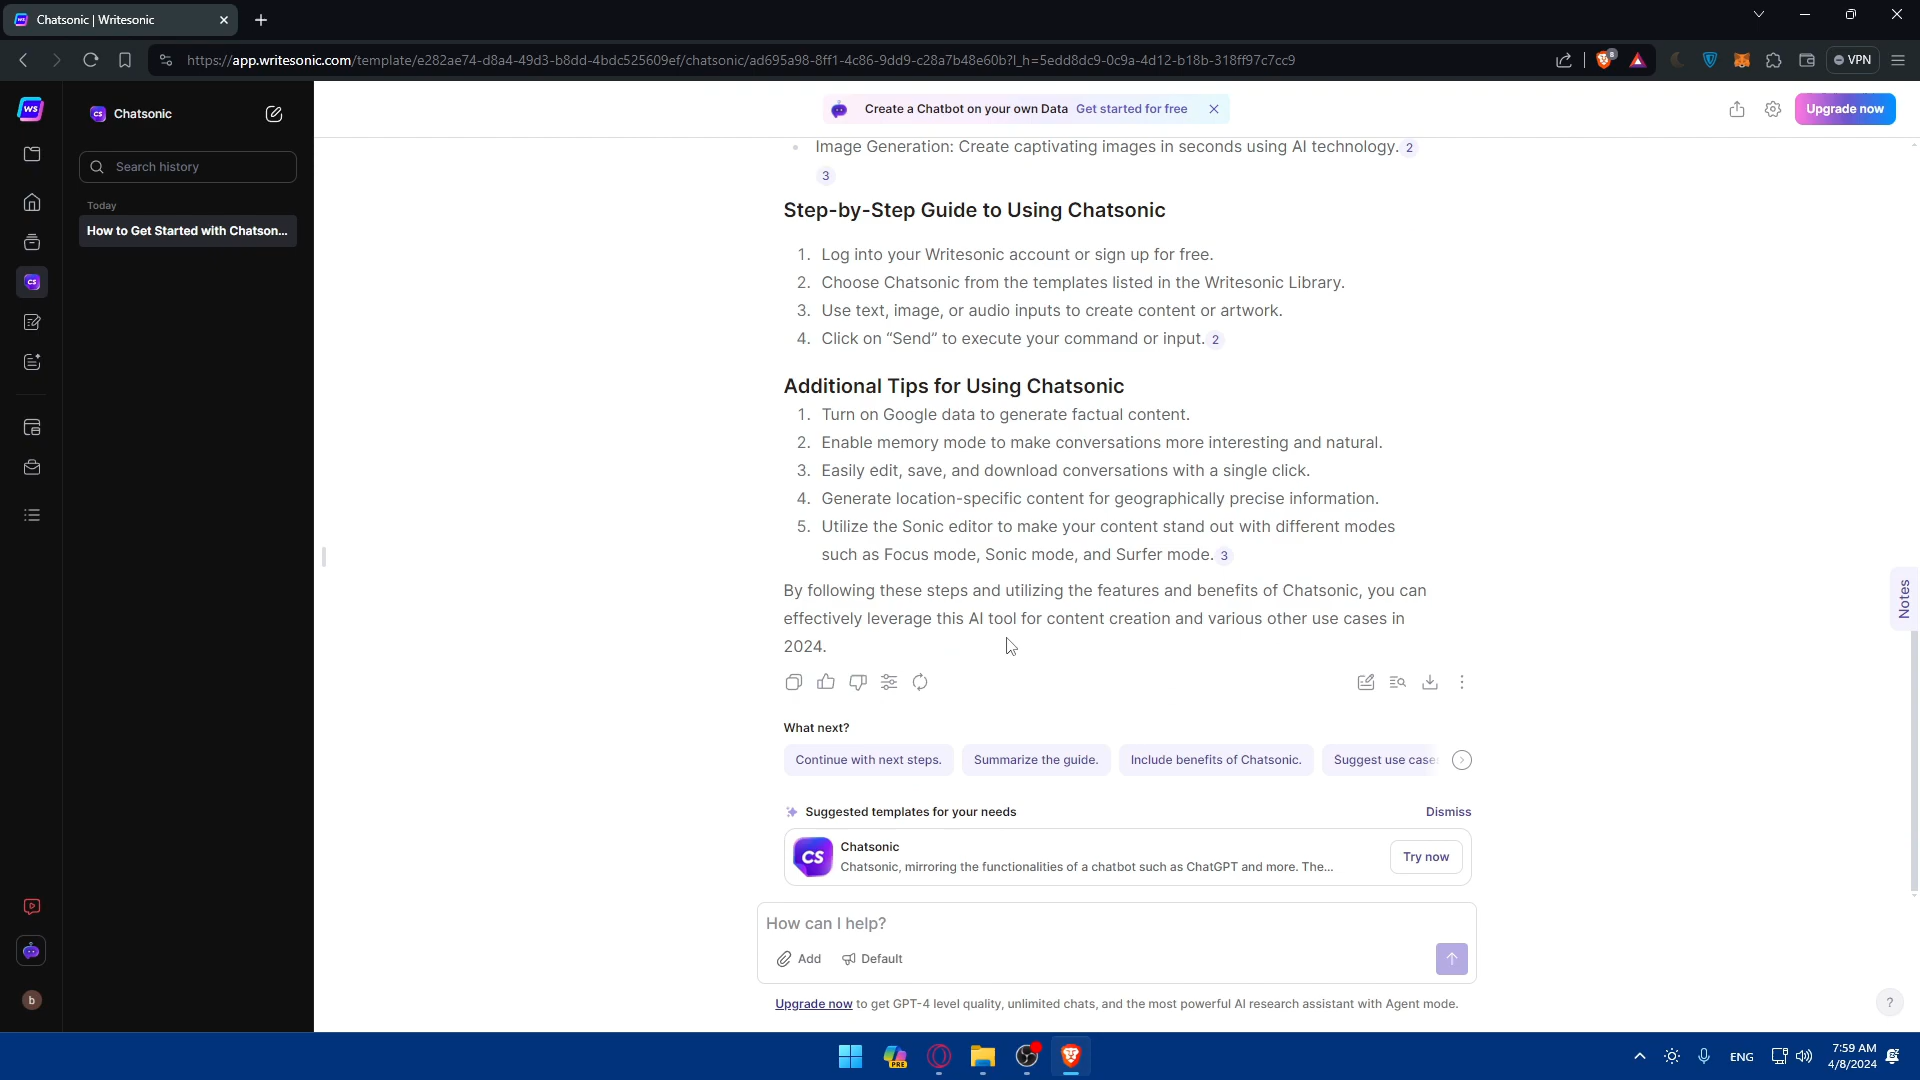 Chatsonic | Writesonic
https://app.writesonic.com/template/e282ae74-d8a4-49d3-b8dd-4bdc525609ef/chatsonic/ad695a98-8ff1-4c86-9dd9-c28a7b48e60b?l_h=5edd8dc9-0c9a-4d12-b18b-318ff97c7cc9
8
VPN
ws
CS Chatsonic
Create a Chatbot on your own Data Get started for free
Upgrade now
Search history
Today
How to Get Started with Chatson...
CS
Image Generation: Create captivating images in seconds using AI technology. 2
3
Step-by-Step Guide to Using Chatsonic
1. Log into your Writesonic account or sign up for free.
2. Choose Chatsonic from the templates listed in the Writesonic Library.
3. Use text, image, or audio inputs to create content or artwork.
4. Click on “Send” to execute your command or input. 2
Additional Tips for Using Chatsonic
1. Turn on Google data to generate factual content.
2. Enable memory mode to make conversations more interesting and natural.
3. Easily edit, save, and download conversations with a single click.
4. Generate location-specific content for geographically precise information.
5. Utilize the Sonic editor to make your content stand out with different modes
such as Focus mode, Sonic mode, and Surfer mode. 3
By following these steps and utilizing the features and benefits of Chatsonic, you can
effectively leverage this AI tool for content creation and various other use cases in
2024.
Notes
What next?
Continue with next steps. Summarize the guide. Include benefits of Chatsonic. Suggest use case
Suggested templates for your needs Dismiss
CS
Chatsonic
Chatsonic, mirroring the functionalities of a chatbot such as ChatGPT and more. The...
Try now
How can I help?
Add Default
Upgrade now to get GPT-4 level quality, unlimited chats, and the most powerful AI research assistant with Agent mode.
b
?
PRE
ENG
7:59 AM
4/8/2024